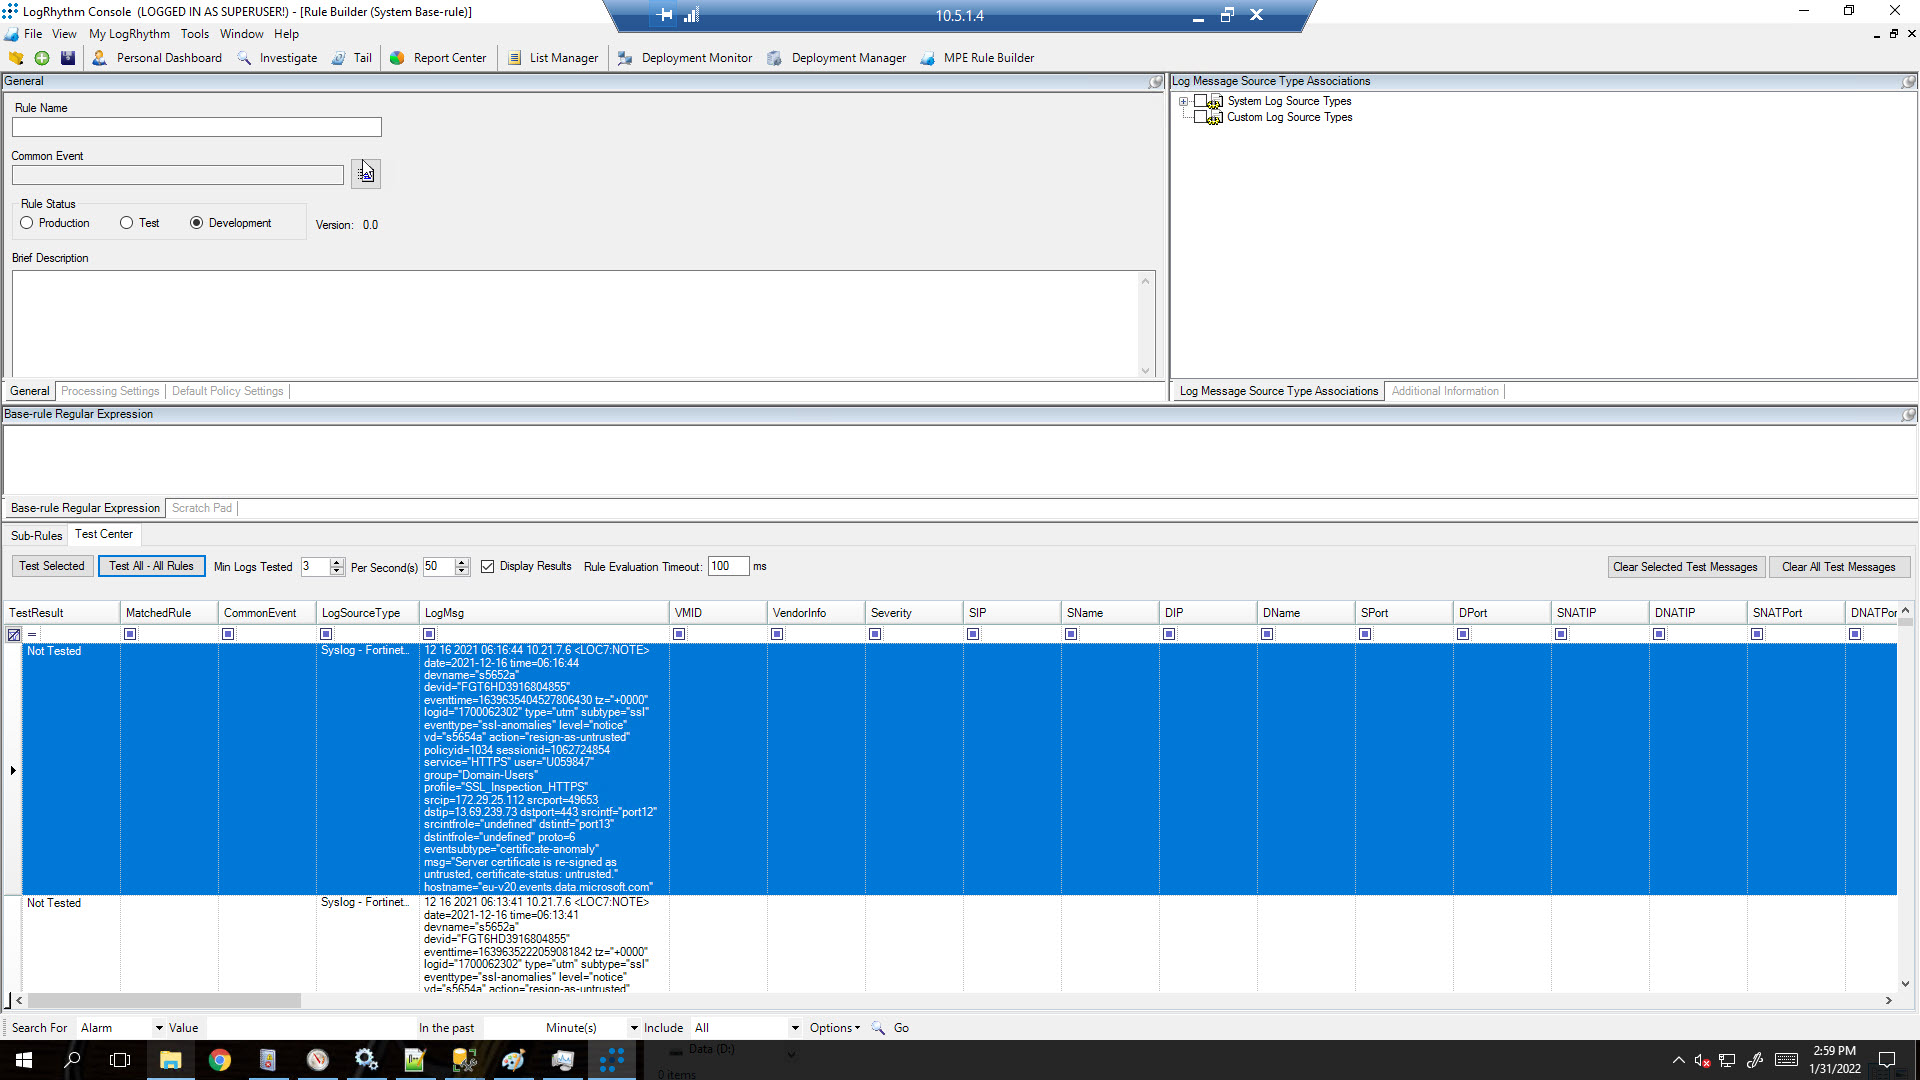 LogRhythm Console (LOGGED IN AS SUPERUSER!) - [Rule Builder (System Base-rule)]
10.5.1.4
File View My LogRhythm Tools Window Help
Personal Dashboard Investigate Tail Report Center List Manager Deployment Monitor Deployment Manager MPE Rule Builder
General
Log Message Source Type Associations
Rule Name
System Log Source Types
Custom Log Source Types
Common Event
Rule Status
Production Test Development Version: 0.0
Brief Description
General Processing Settings Default Policy Settings
Log Message Source Type Associations Additional Information
Base-rule Regular Expression
Base-rule Regular Expression Scratch Pad
Sub-Rules Test Center
Test Selected Test All - All Rules Min Logs Tested 3 Per Second(s) 50 Display Results Rule Evaluation Timeout: 100 ms Clear Selected Test Messages Clear All Test Messages
TestResult MatchedRule CommonEvent LogSourceType LogMsg VMID VendorInfo Severity SIP SName DIP DName SPort DPort SNATIP DNATIP SNATPort DNATPor
=
Not Tested Syslog - Fortinet... 12 16 2021 06:16:44 10.21.7.6 <LOC7:NOTE>
date=2021-12-16 time=06:16:44
devname="s5652a"
devid="FGT6HD3916804855"
eventtime=1639635404527806430 tz="+0000"
logid="1700062302" type="utm" subtype="ssl"
eventtype="ssl-anomalies" level="notice"
vd="s5654a" action="resign-as-untrusted"
policyid=1034 sessionid=1062724854
service="HTTPS" user="U059847"
group="Domain-Users"
profile="SSL_Inspection_HTTPS"
srcip=172.29.25.112 srcport=49653
dstip=13.69.239.73 dstport=443 srcintf="port12"
srcintfrole="undefined" dstintf="port13"
dstintfrole="undefined" proto=6
eventsubtype="certificate-anomaly"
msg="Server certificate is re-signed as
untrusted, certificate-status: untrusted."
hostname="eu-v20.events.data.microsoft.com"
Not Tested Syslog - Fortinet... 12 16 2021 06:13:41 10.21.7.6 <LOC7:NOTE>
date=2021-12-16 time=06:13:41
devname="s5652a"
devid="FGT6HD3916804855"
eventtime=1639635222059081842 tz="+0000"
logid="1700062302" type="utm" subtype="ssl"
eventtype="ssl-anomalies" level="notice"
vd="s5654a" action="resign-as-untrusted"
Search For Alarm Value In the past Minute(s) Include All Options Go
Data (D:)
0 items
2:59 PM
1/31/2022